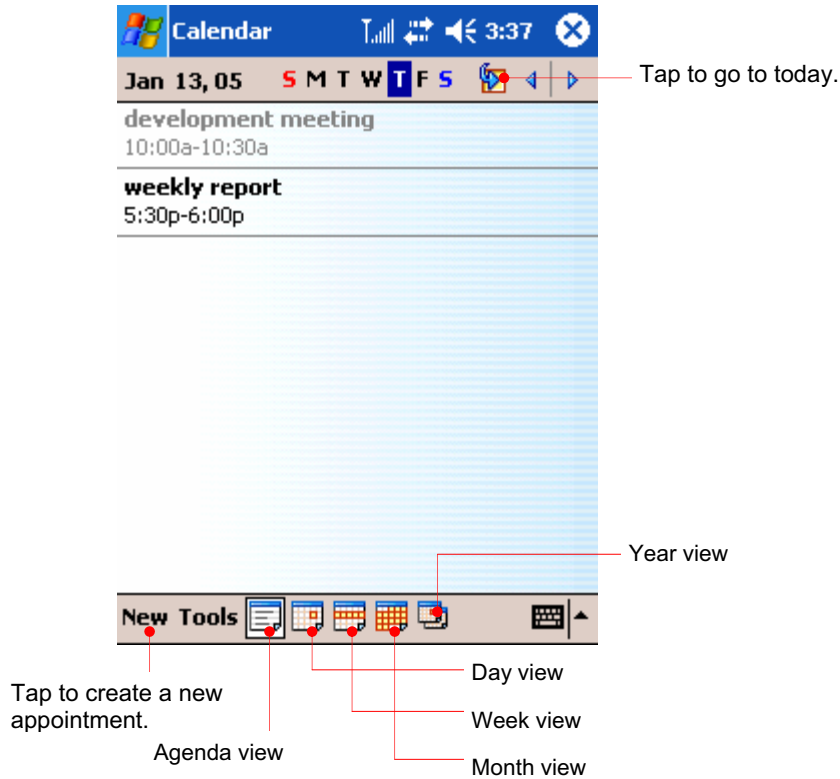 Calendar 3:37
Jan 13, 05 S M T W T F S
Tap to go to today.
development meeting
10:00a-10:30a
weekly report
5:30p-6:00p
Year view
New Tools
Day view
Tap to create a new
appointment.
Week view
Agenda view
Month view